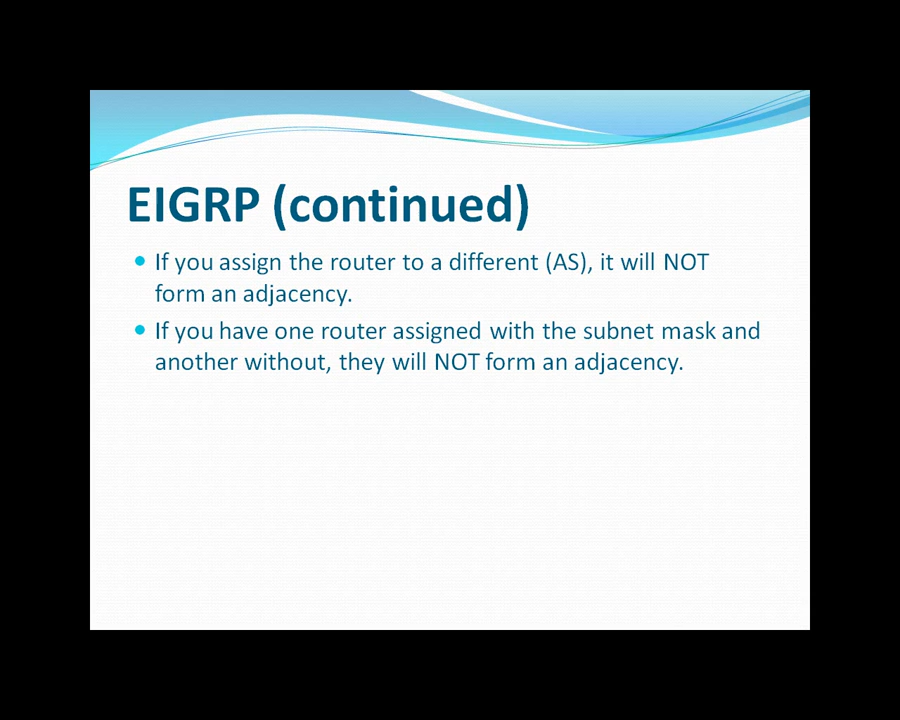 EIGRP (continued)
If you assign the router to a different (AS), it will NOT
form an adjacency.
If you have one router assigned with the subnet mask and
another without, they will NOT form an adjacency.